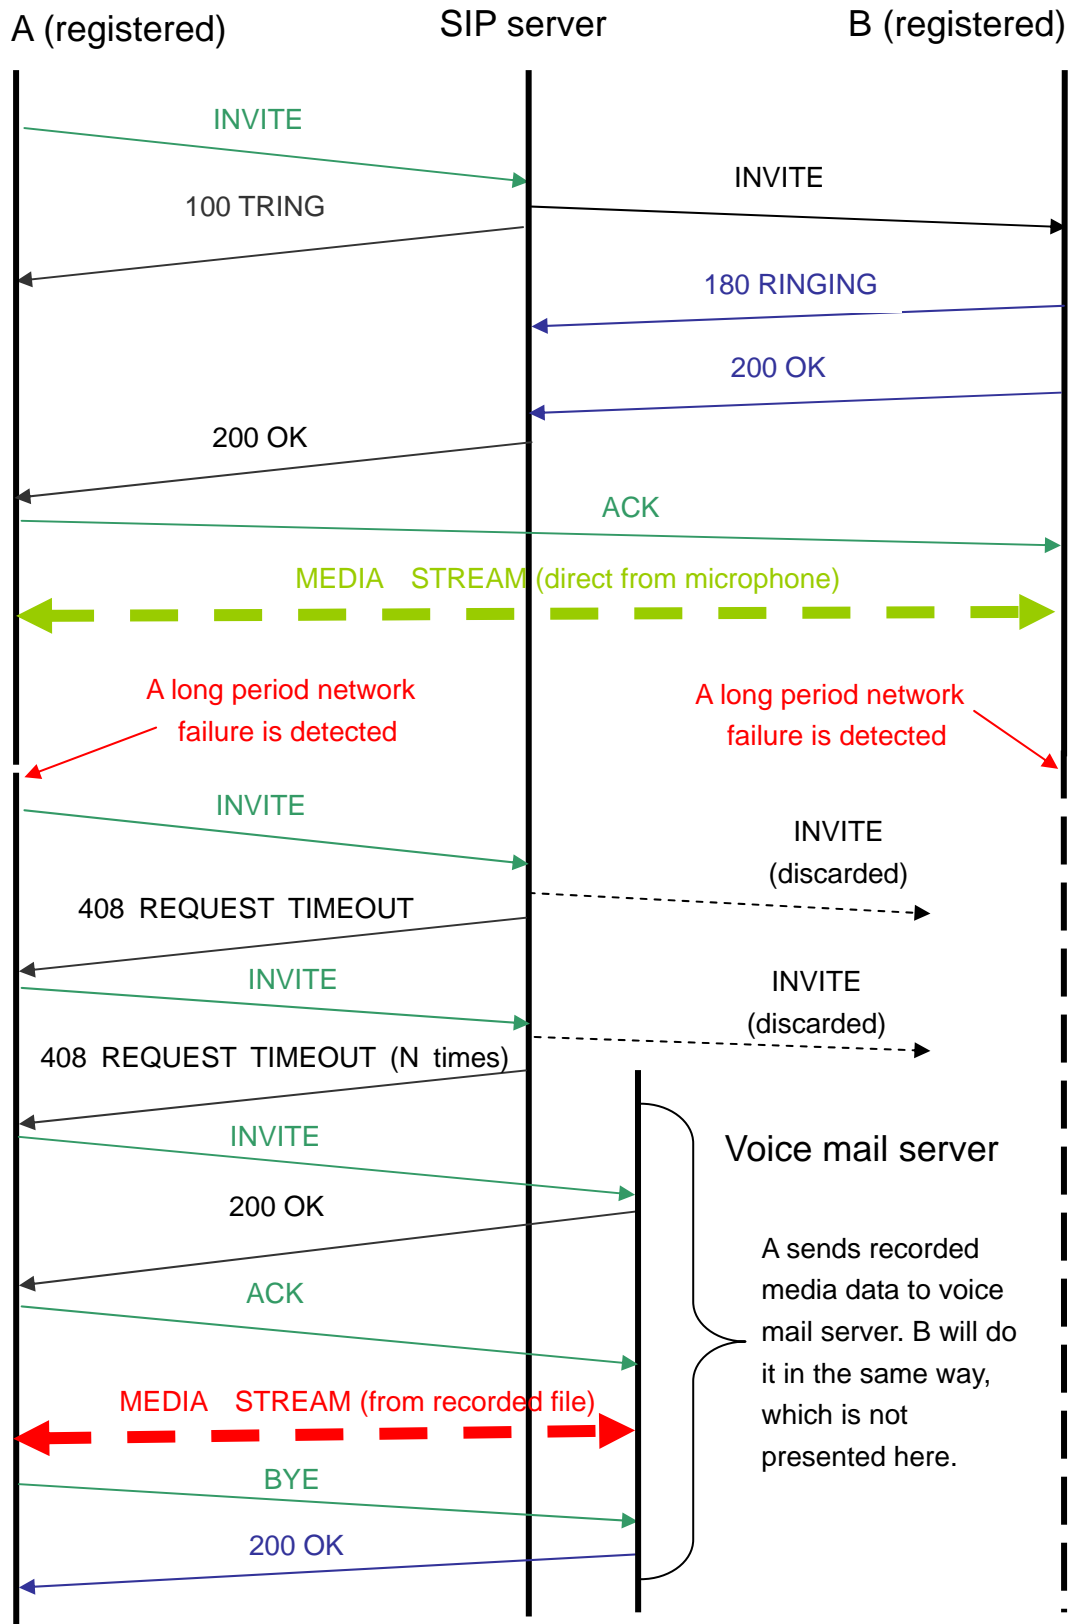 A (registered)
SIP server
B (registered)
INVITE
INVITE
100 TRING
180 RINGING
200 OK
200 OK
ACK
MEDIA STREAM (direct from microphone)
A long period network
failure is detected
A long period network
failure is detected
INVITE
INVITE
(discarded)
408 REQUEST TIMEOUT
INVITE
INVITE
(discarded)
408 REQUEST TIMEOUT (N times)
INVITE
Voice mail server
200 OK
A sends recorded
media data to voice
mail server. B will do
it in the same way,
which is not
presented here.
ACK
MEDIA STREAM (from recorded file)
BYE
200 OK